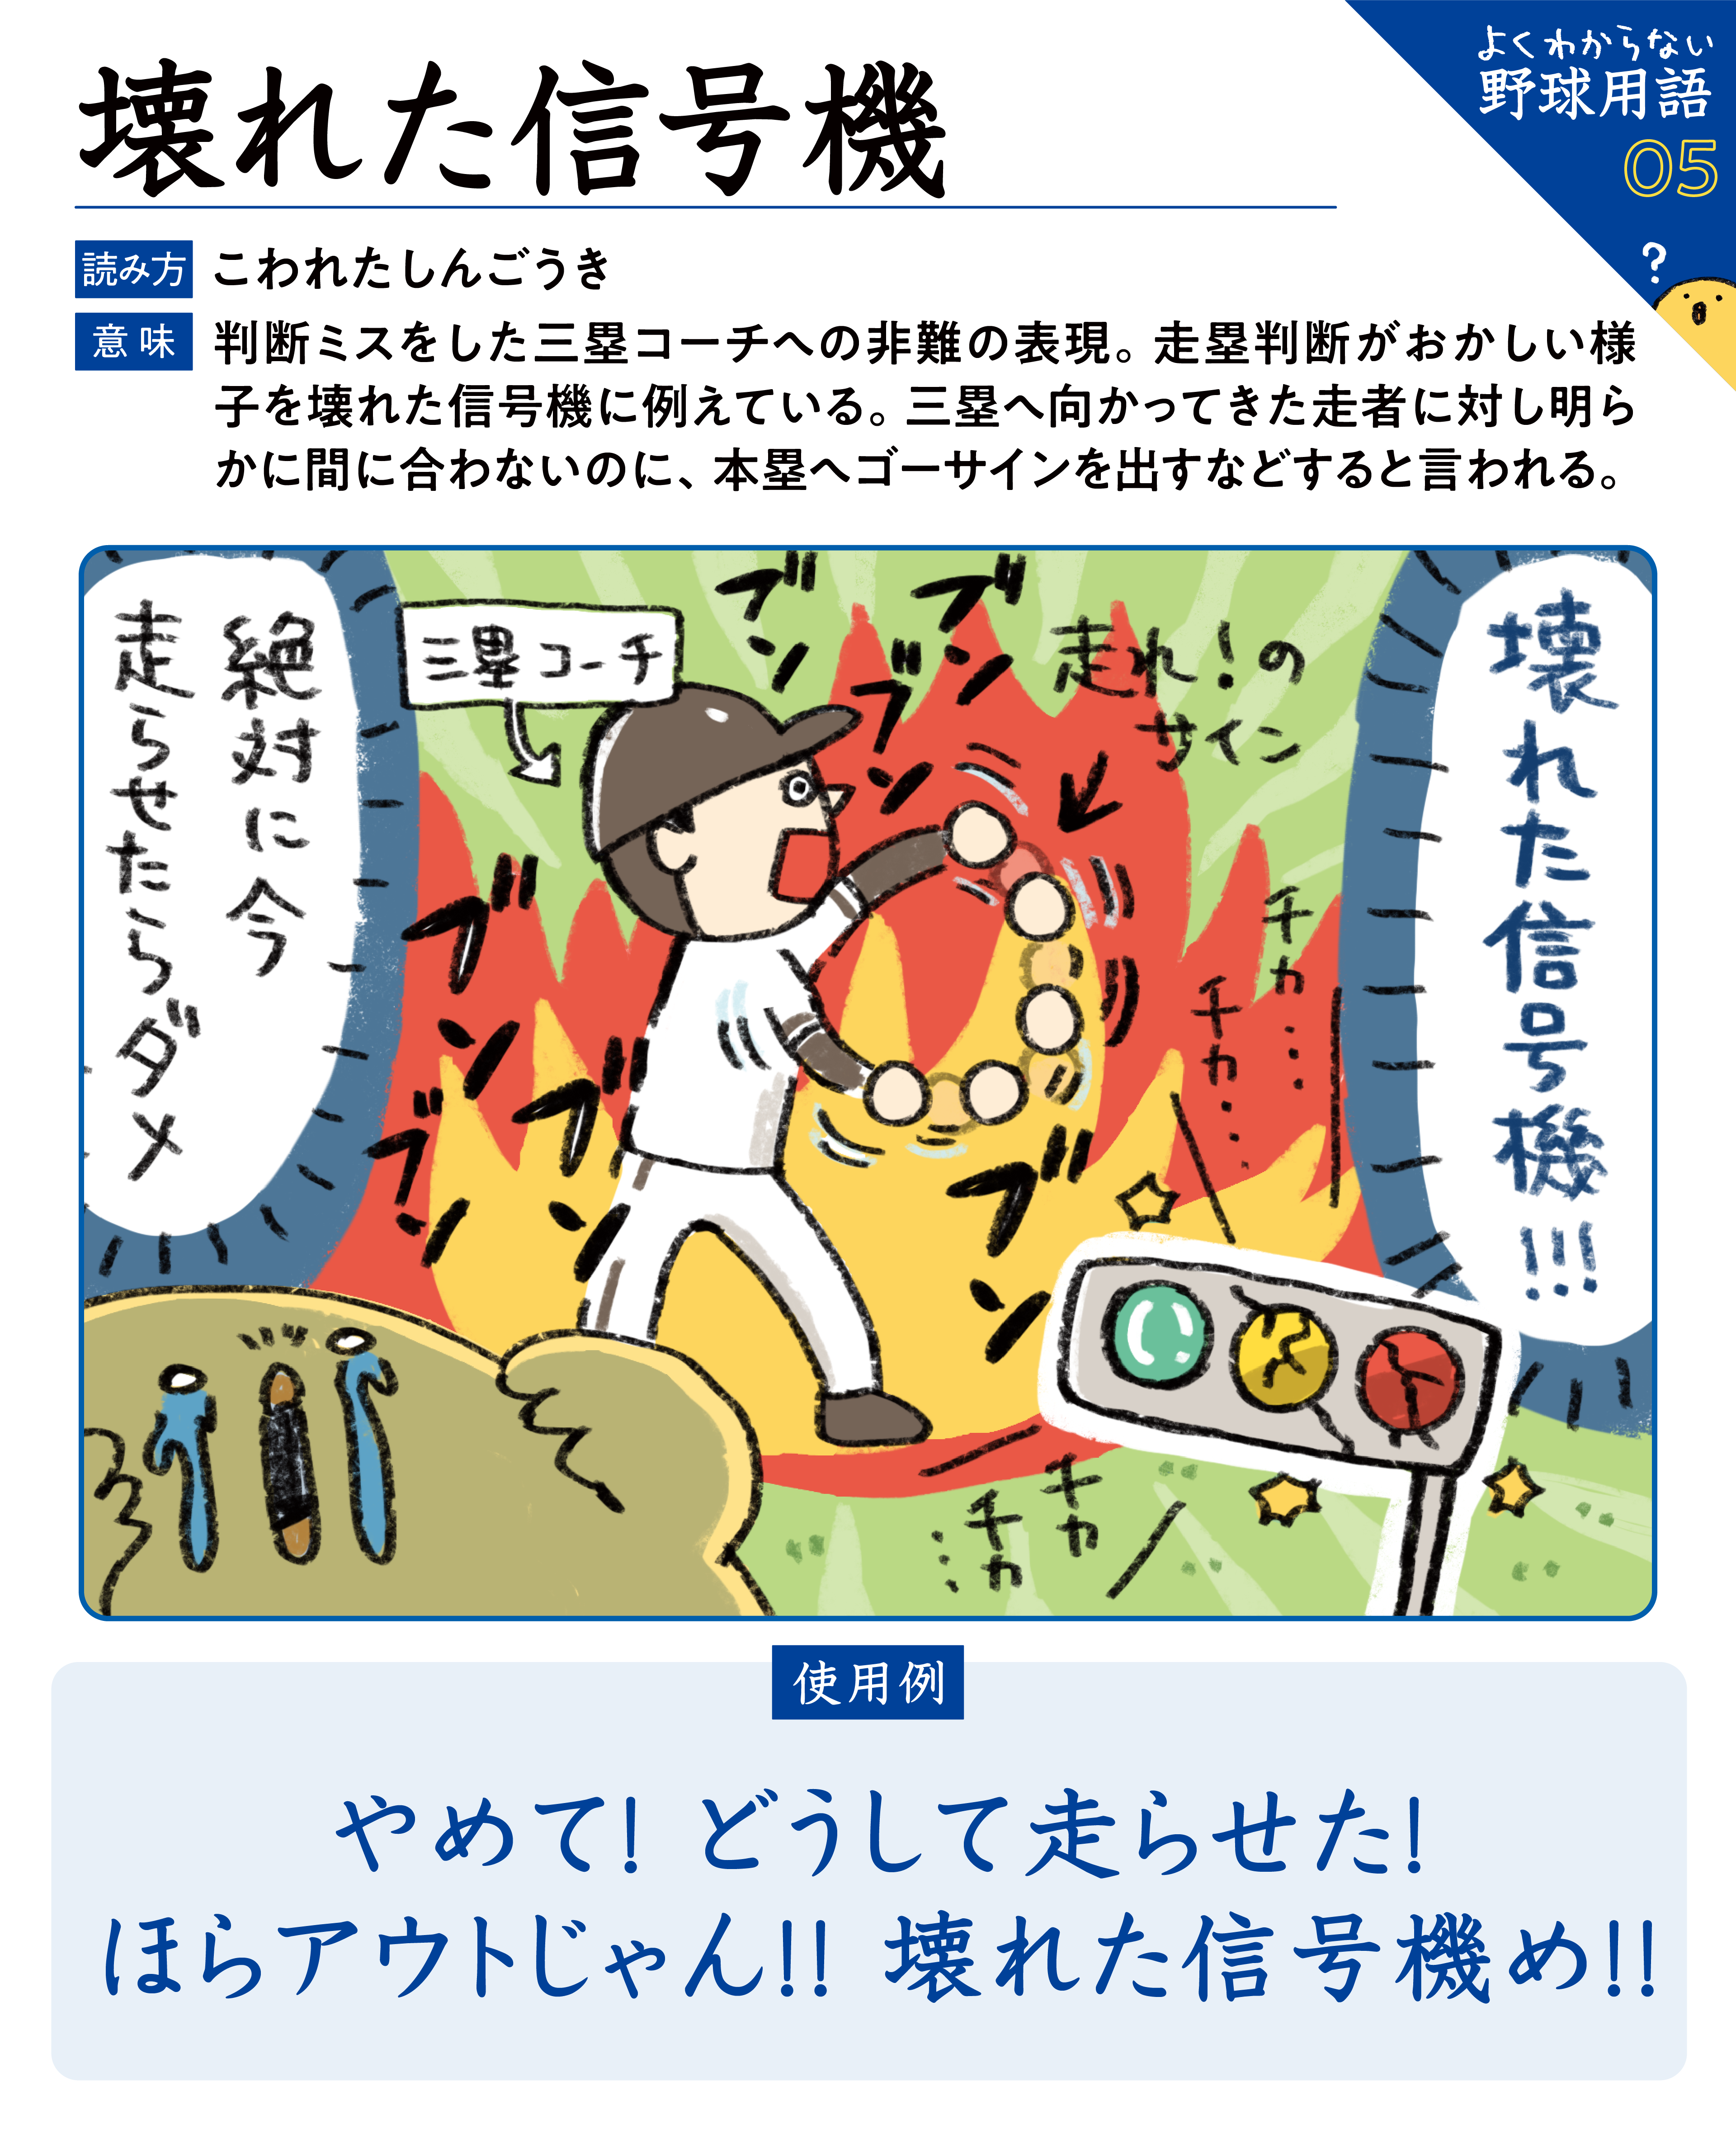 壊れた信号機
よくわからない
野球用語
05
?
読み方 こわれたしんごうき
意味 判断ミスをした三塁コーチへの非難の表現。走塁判断がおかしい様
子を壊れた信号機に例えている。三塁へ向かってきた走者に対し明ら
かに間に合わないのに、本塁へゴーサインを出すなどすると言われる。
壊れた信号機!!!
走れ!の
サイン
三塁コーチ
絶対に今
走らせたらダメ
ブン
ブン
ブン
ブン
ブン
ブン
ブン
チカ…
チカ…
チカ
チカ…
使用例
やめて! どうして走らせた!
ほらアウトじゃん!! 壊れた信号機め!!